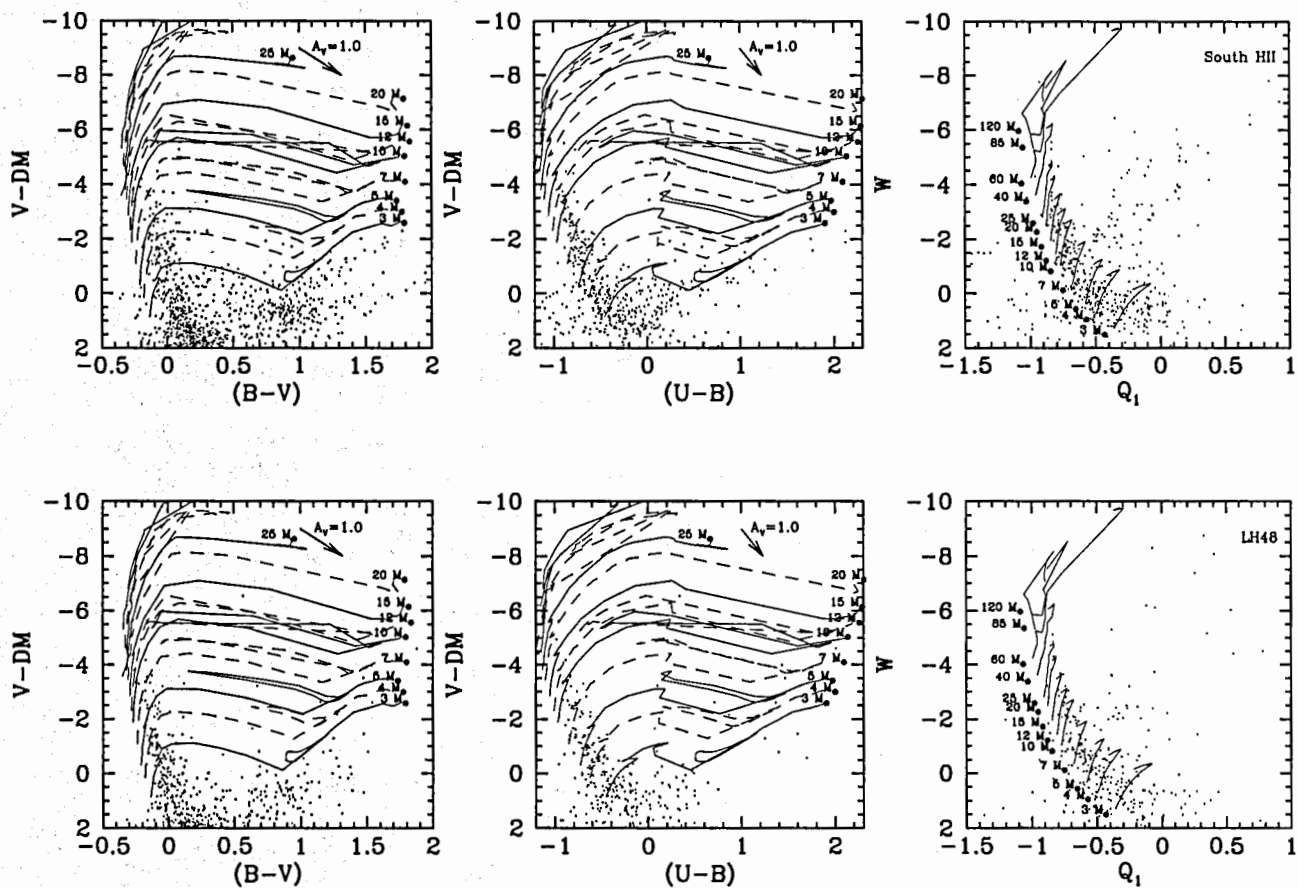 -10
-8
-6
-4
-2
0
2
V-DM
25 M⊙
A_V=1.0
20 M⊙
15 M⊙
12 M⊙
10 M⊙
7 M⊙
5 M⊙
4 M⊙
3 M⊙
-0.5 0 0.5 1 1.5 2
(B-V)
-10
-8
-6
-4
-2
0
2
V-DM
25 M⊙
A_V=1.0
20 M
15 M
12 M⊙
10 M⊙
7 M⊙
5 M⊙
4 M⊙
3 M⊙
-1 0 1 2
(U-B)
-10
-8
-6
-4
-2
0
2
W
South HII
120 M⊙
85 M⊙
60 M⊙
40 M⊙
25 M⊙
20 M⊙
15 M⊙
12 M⊙
10 M⊙
7 M⊙
5 M⊙
4 M⊙
3 M⊙
-1.5 -1 -0.5 0 0.5 1
Q₁
-10
-8
-6
-4
-2
0
2
V-DM
25 M⊙
A_V=1.0
20 M⊙
15 M⊙
12 M⊙
10 M⊙
7 M⊙
5 M⊙
4 M⊙
3 M⊙
-0.5 0 0.5 1 1.5 2
(B-V)
-10
-8
-6
-4
-2
0
2
V-DM
25 M⊙
A_V=1.0
20 M
15 M
12 M⊙
10 M⊙
7 M⊙
5 M⊙
4 M⊙
3 M⊙
-1 0 1 2
(U-B)
-10
-8
-6
-4
-2
0
2
W
LH48
120 M⊙
85 M⊙
60 M⊙
40 M⊙
25 M⊙
20 M⊙
15 M⊙
12 M⊙
10 M⊙
7 M⊙
5 M⊙
4 M⊙
3 M⊙
-1.5 -1 -0.5 0 0.5 1
Q₁